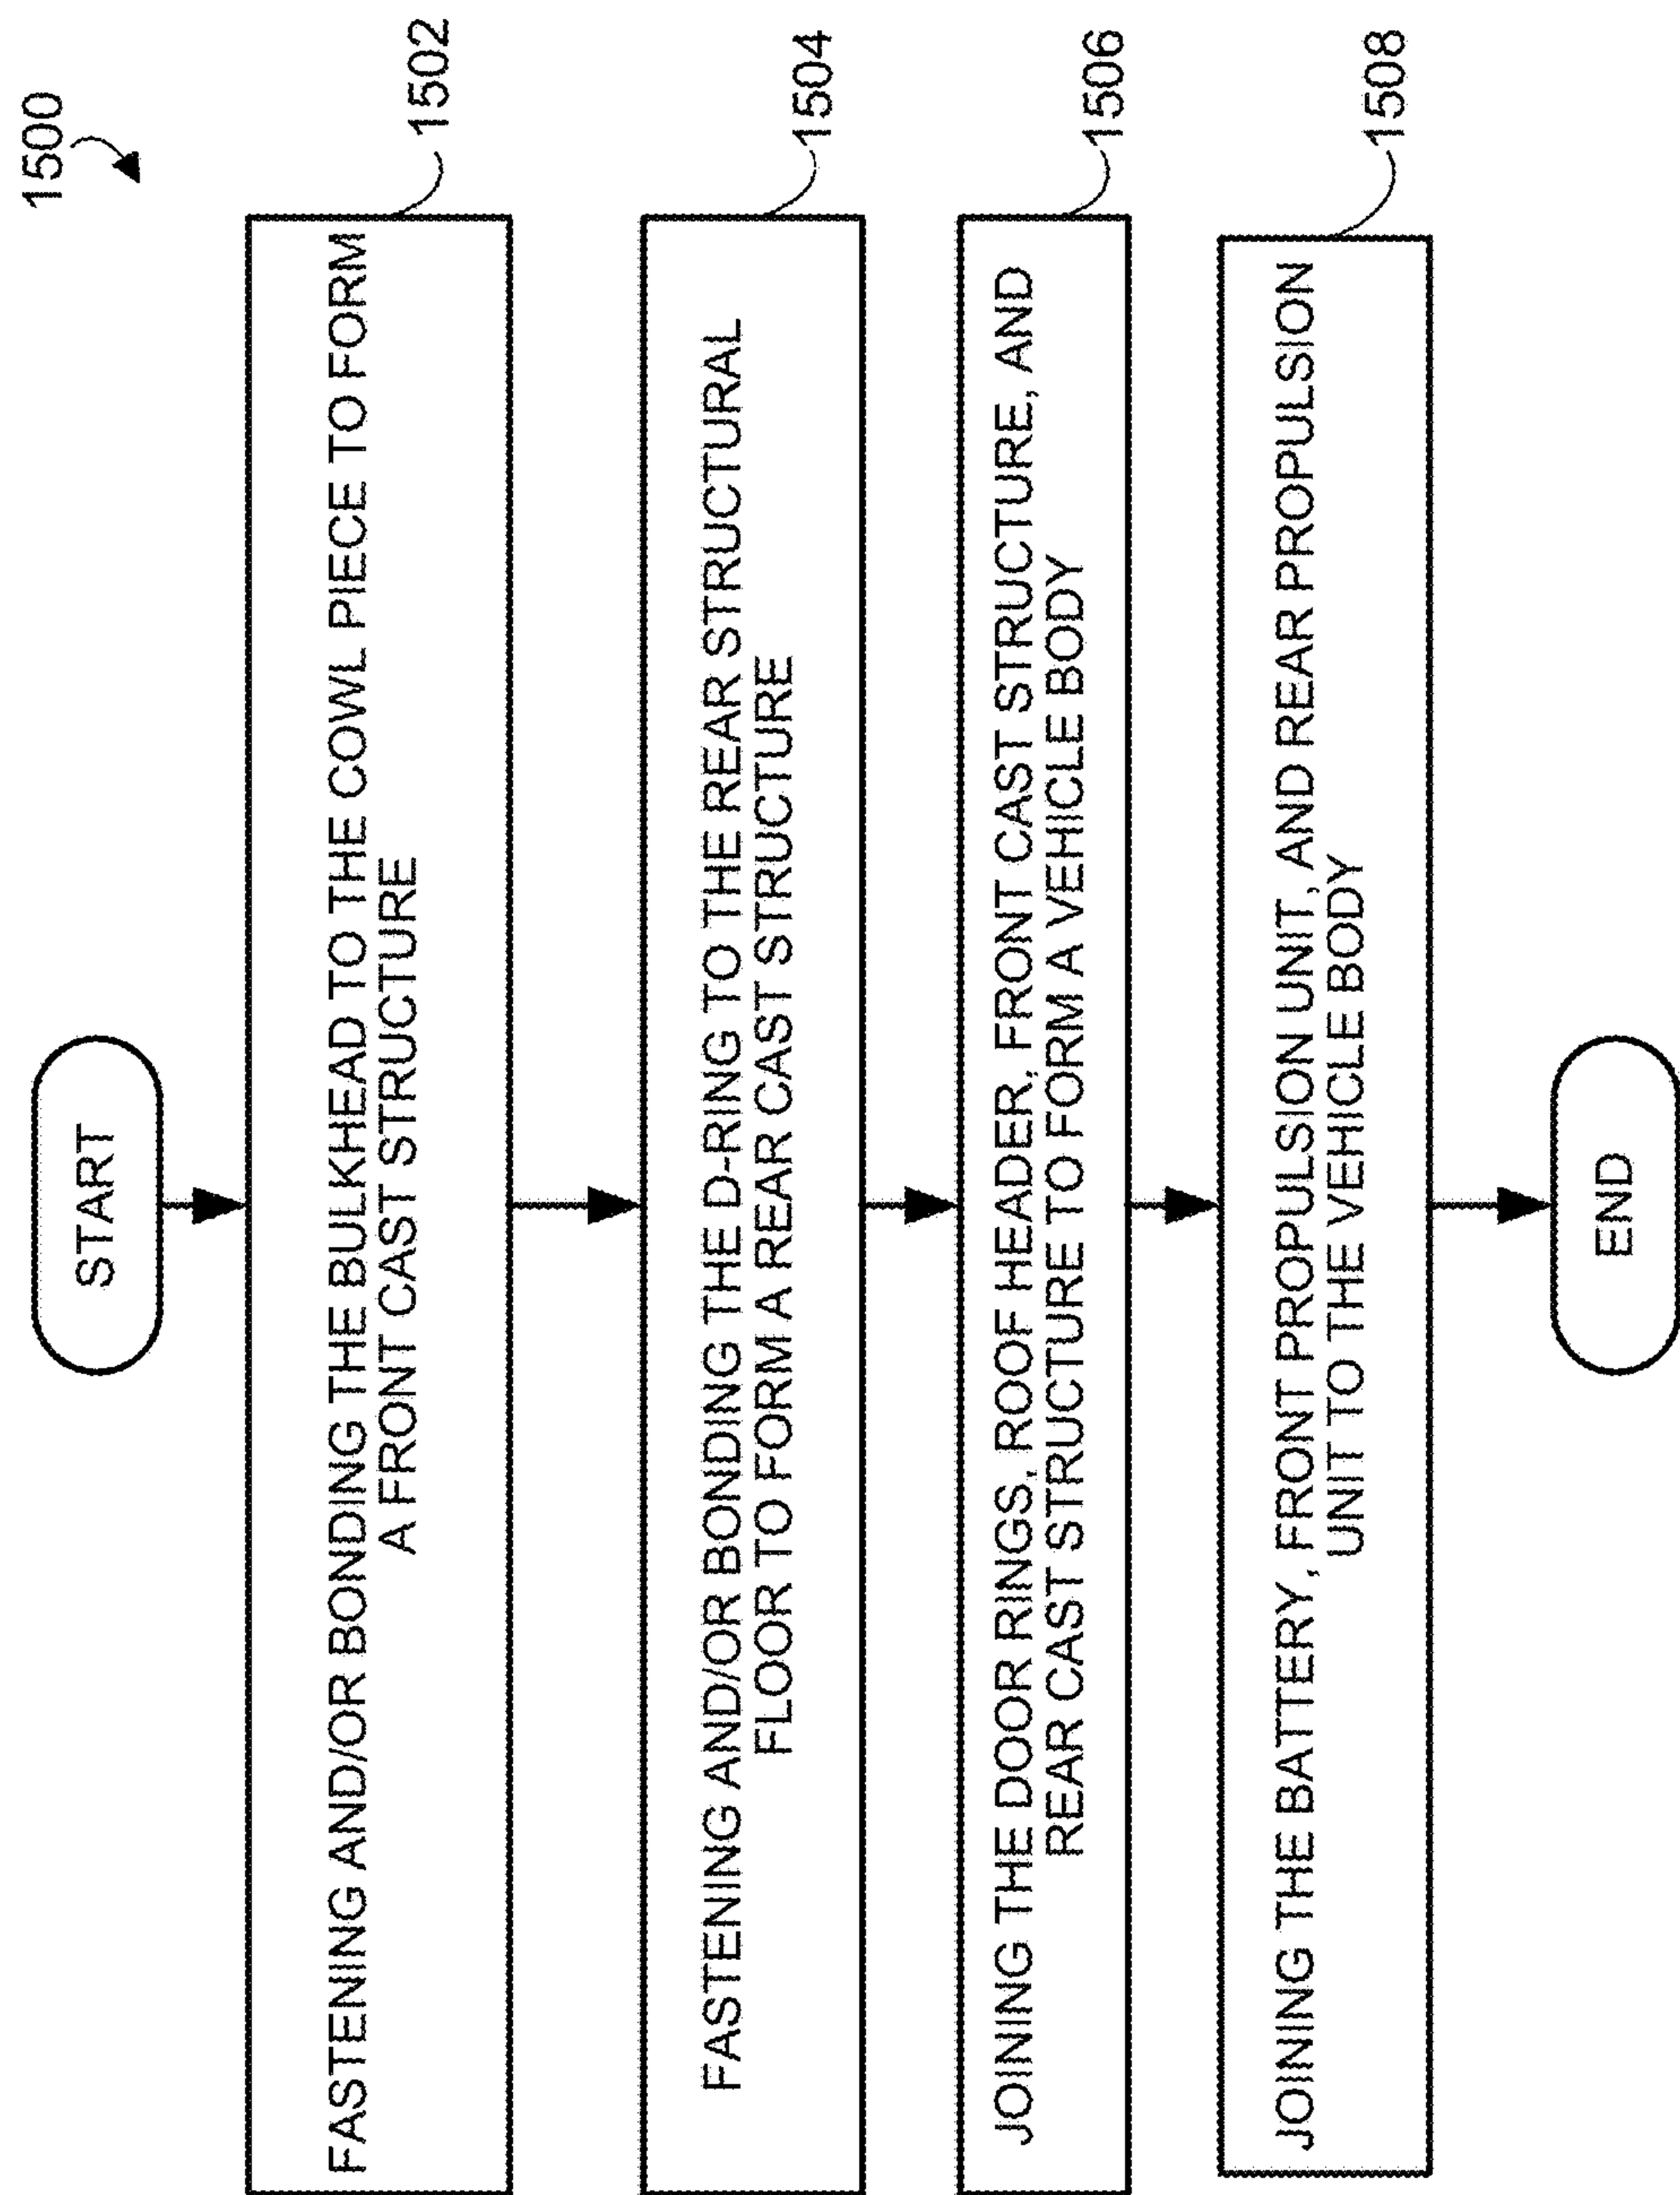 1500
START
FASTENING AND/OR BONDING THE BULKHEAD TO THE COWL PIECE TO FORM
A FRONT CAST STRUCTURE
1502
FASTENING AND/OR BONDING THE D-RING TO THE REAR STRUCTURAL
FLOOR TO FORM A REAR CAST STRUCTURE
1504
JOINING THE DOOR RINGS, ROOF HEADER, FRONT CAST STRUCTURE, AND
REAR CAST STRUCTURE TO FORM A VEHICLE BODY
1506
JOINING THE BATTERY, FRONT PROPULSION UNIT, AND REAR PROPULSION
UNIT TO THE VEHICLE BODY
1508
END